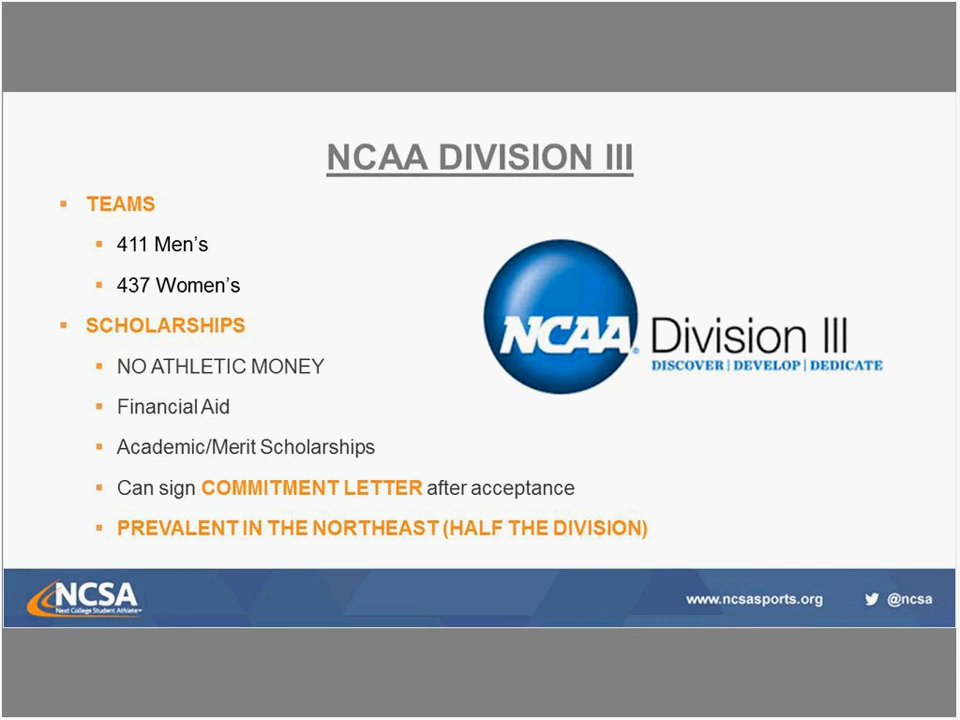 NCAA DIVISION III
TEAMS
411 Men's
437 Women's
SCHOLARSHIPS
NO ATHLETIC MONEY
Financial Aid
Academic/Merit Scholarships
Can sign COMMITMENT LETTER after acceptance
PREVALENT IN THE NORTHEAST (HALF THE DIVISION)
NCAA® Division III
DISCOVER | DEVELOP | DEDICATE
NCSA
Next College Student Athlete™
www.ncsasports.org @ncsa